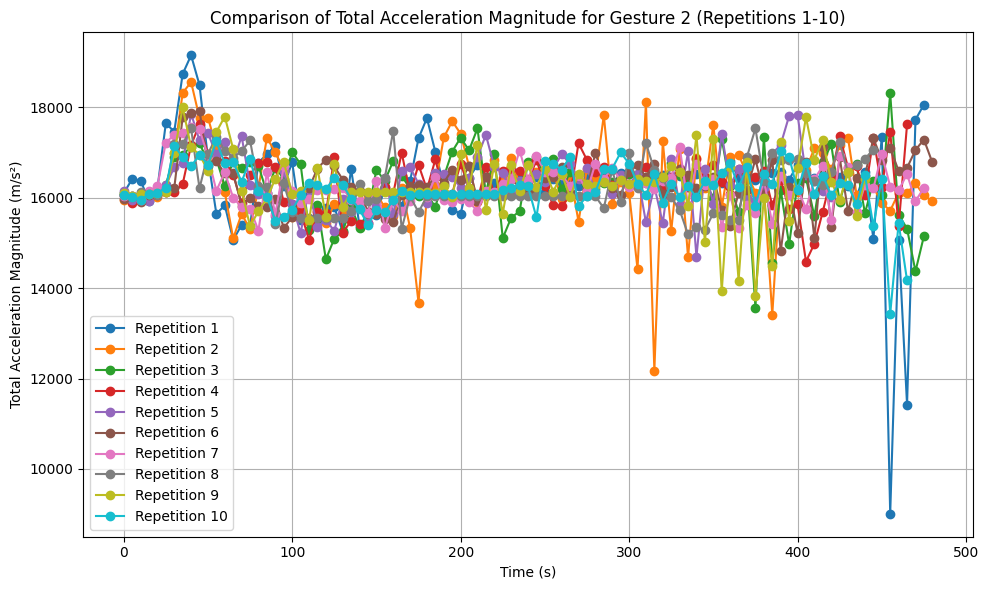 Comparison of Total Acceleration Magnitude for Gesture 2 (Repetitions 1-10)
Total Acceleration Magnitude (m/s²)
18000
16000
14000
12000
10000
Repetition 1
Repetition 2
Repetition 3
Repetition 4
Repetition 5
Repetition 6
Repetition 7
Repetition 8
Repetition 9
Repetition 10
0 100 200 300 400 500
Time (s)